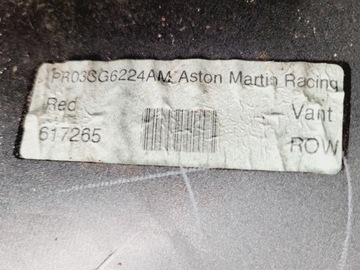 PR03SG6224AM Aston Martin Racing
Red - Vant
617265 ROW